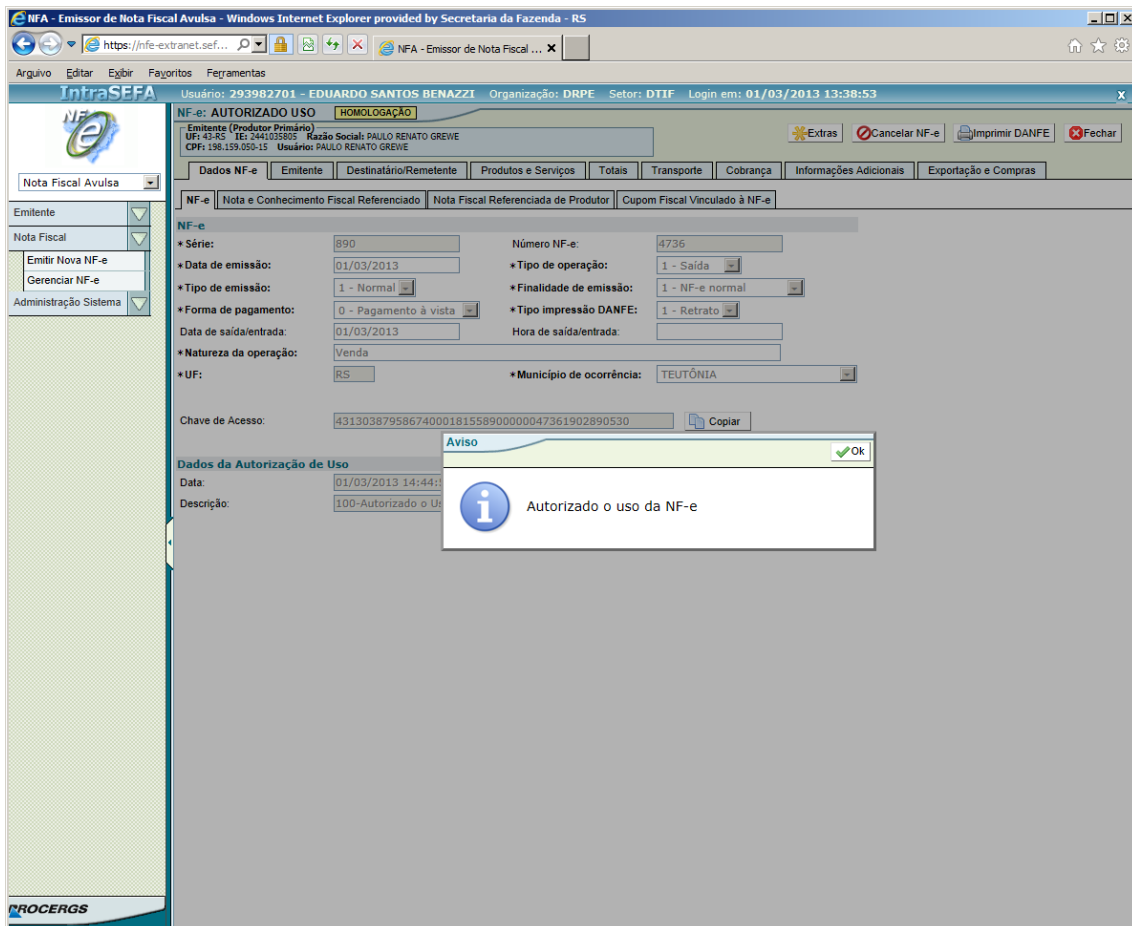 NFA - Emissor de Nota Fiscal Avulsa - Windows Internet Explorer provided by Secretaria da Fazenda - RS
https://nfe-extranet.sef... NFA - Emissor de Nota Fiscal ...
Arquivo Editar Exibir Favoritos Ferramentas
IntraSEFA Usuário: 293982701 - EDUARDO SANTOS BENAZZI Organização: DRPE Setor: DTIF Login em: 01/03/2013 13:38:53 x
NF-e: AUTORIZADO USO HOMOLOGAÇÃO
Emitente (Produtor Primário)
UF: 43-RS IE: 2441035805 Razão Social: PAULO RENATO GREWE
CPF: 198.159.050-15 Usuário: PAULO RENATO GREWE
Extras Cancelar NF-e Imprimir DANFE Fechar
NF e
Nota Fiscal Avulsa
Emitente
Nota Fiscal
Emitir Nova NF-e
Gerenciar NF-e
Administração Sistema
Dados NF-e Emitente Destinatário/Remetente Produtos e Serviços Totais Transporte Cobrança Informações Adicionais Exportação e Compras
NF-e Nota e Conhecimento Fiscal Referenciado Nota Fiscal Referenciada de Produtor Cupom Fiscal Vinculado à NF-e
NF-e
*Série: 890 Número NF-e: 4736
*Data de emissão: 01/03/2013 *Tipo de operação: 1 - Saída
*Tipo de emissão: 1 - Normal *Finalidade de emissão: 1 - NF-e normal
*Forma de pagamento: 0 - Pagamento à vista *Tipo impressão DANFE: 1 - Retrato
Data de saída/entrada: 01/03/2013 Hora de saída/entrada:
*Natureza da operação: Venda
*UF: RS *Município de ocorrência: TEUTÔNIA
Chave de Acesso: 43130387958674000181558900000047361902890530 Copiar
Aviso
Ok
Autorizado o uso da NF-e
Dados da Autorização de Uso
Data: 01/03/2013 14:44:
Descrição: 100-Autorizado o U
PROCERGS